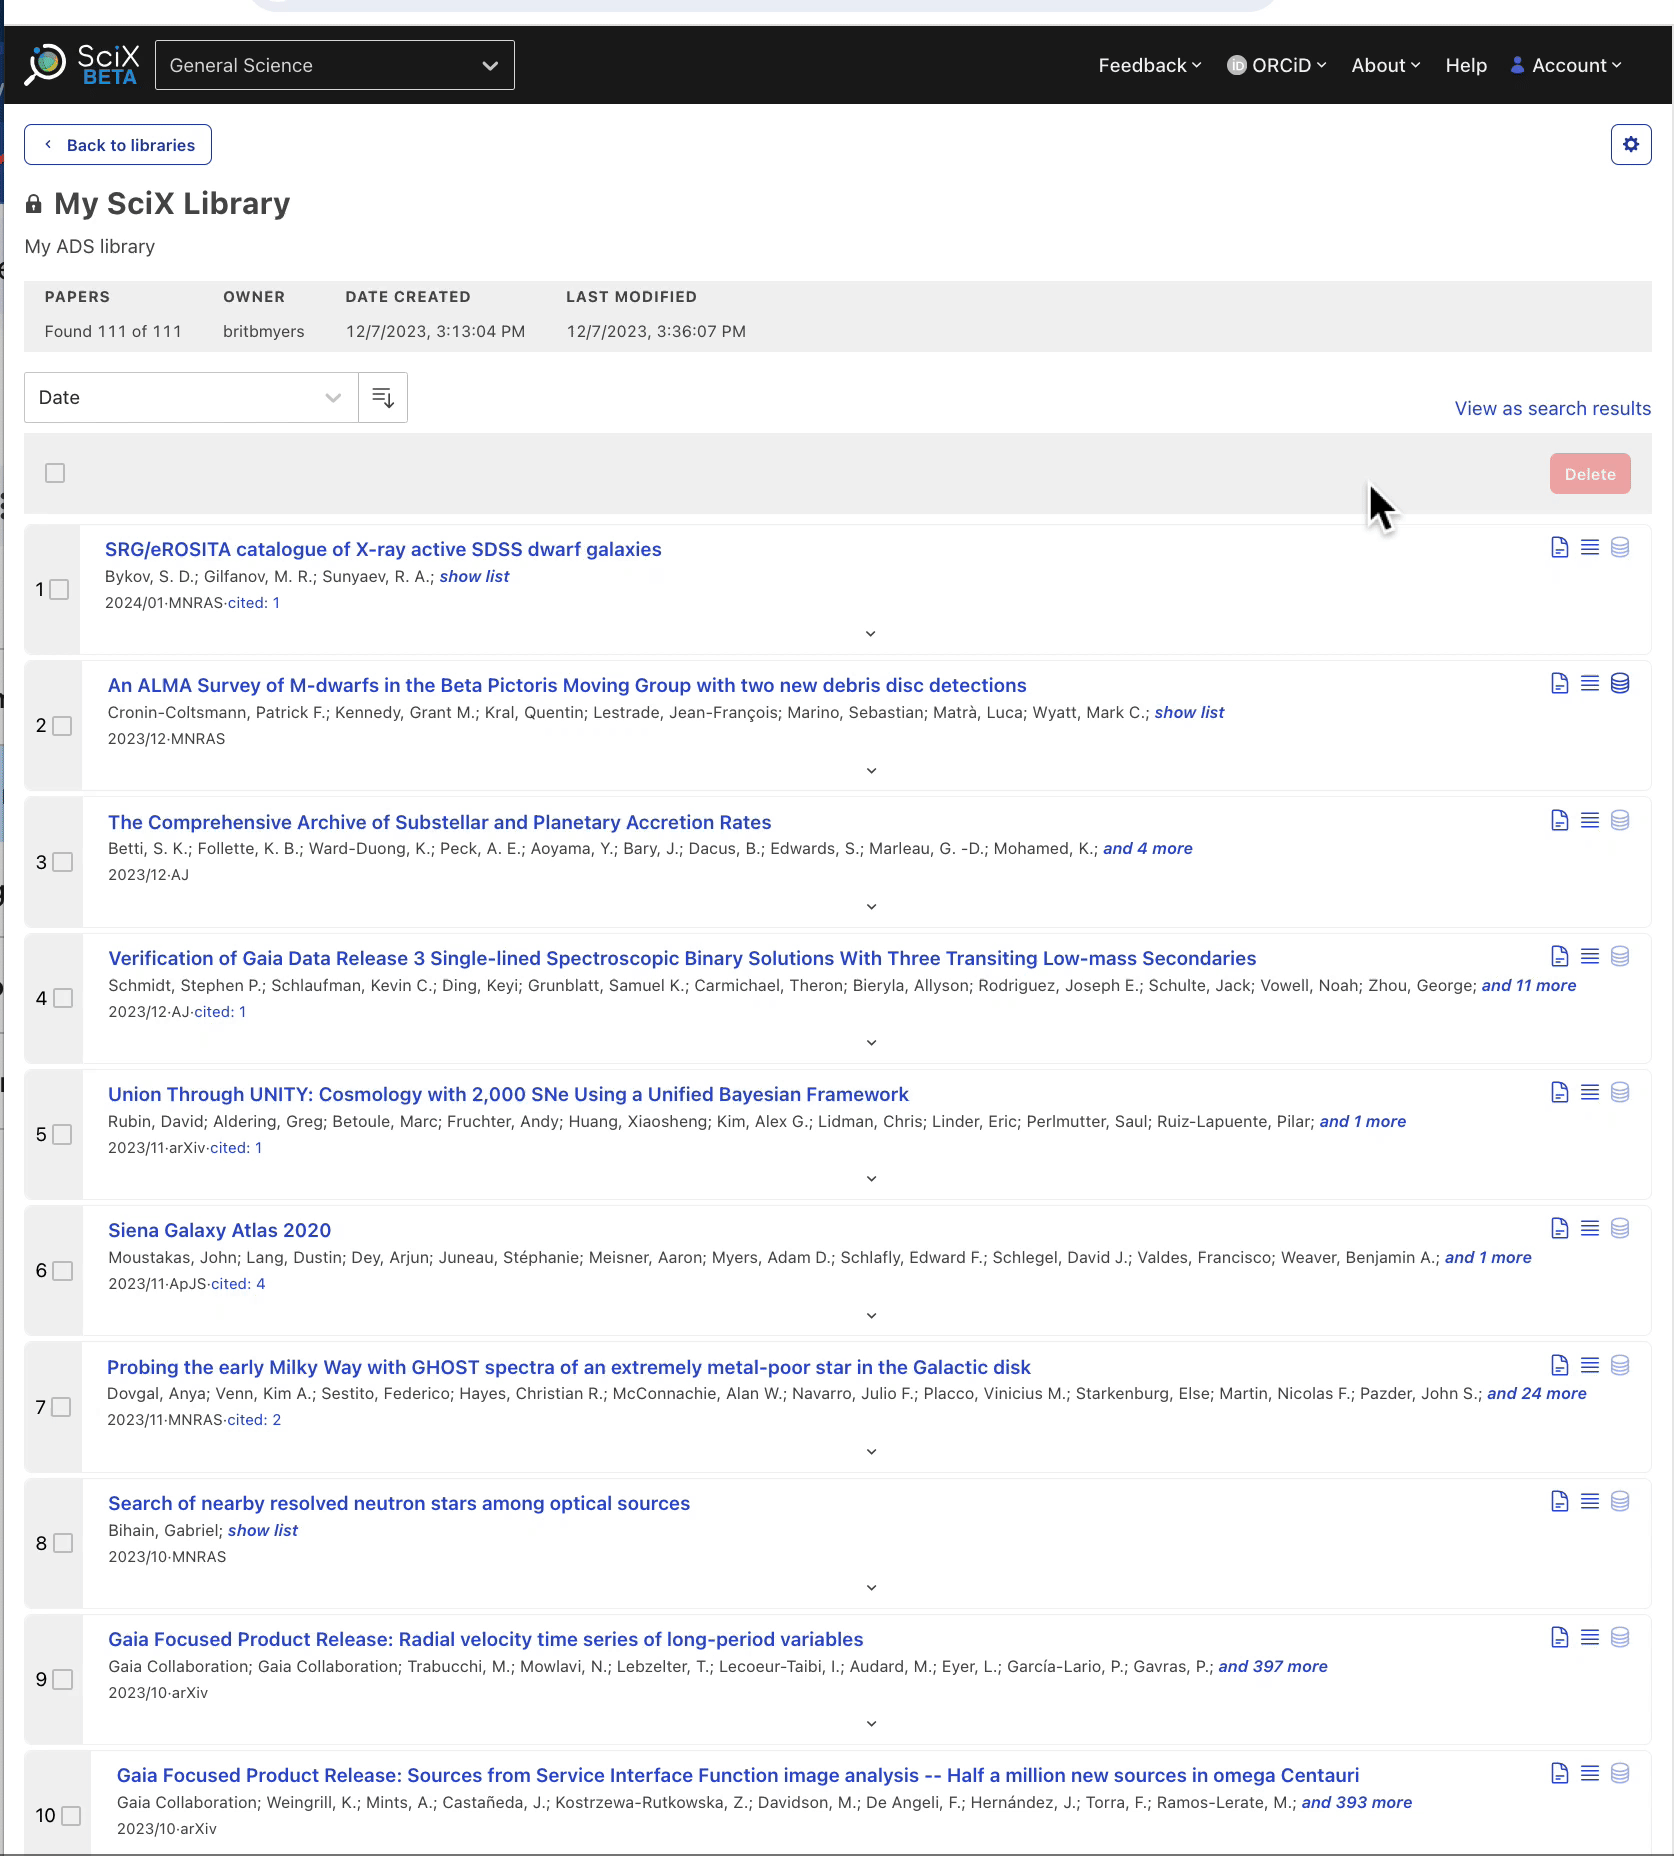 SciX
BETA
General Science
Feedback
iD ORCiD
About
Help
Account
Back to libraries
My SciX Library
My ADS library
PAPERS OWNER DATE CREATED LAST MODIFIED
Found 111 of 111 britbmyers 12/7/2023, 3:13:04 PM 12/7/2023, 3:36:07 PM
Date
View as search results
Delete
1
SRG/eROSITA catalogue of X-ray active SDSS dwarf galaxies
Bykov, S. D.; Gilfanov, M. R.; Sunyaev, R. A.; show list
2024/01·MNRAS·cited: 1
2
An ALMA Survey of M-dwarfs in the Beta Pictoris Moving Group with two new debris disc detections
Cronin-Coltsmann, Patrick F.; Kennedy, Grant M.; Kral, Quentin; Lestrade, Jean-François; Marino, Sebastian; Matrà, Luca; Wyatt, Mark C.; show list
2023/12·MNRAS
3
The Comprehensive Archive of Substellar and Planetary Accretion Rates
Betti, S. K.; Follette, K. B.; Ward-Duong, K.; Peck, A. E.; Aoyama, Y.; Bary, J.; Dacus, B.; Edwards, S.; Marleau, G. -D.; Mohamed, K.; and 4 more
2023/12·AJ
4
Verification of Gaia Data Release 3 Single-lined Spectroscopic Binary Solutions With Three Transiting Low-mass Secondaries
Schmidt, Stephen P.; Schlaufman, Kevin C.; Ding, Keyi; Grunblatt, Samuel K.; Carmichael, Theron; Bieryla, Allyson; Rodriguez, Joseph E.; Schulte, Jack; Vowell, Noah; Zhou, George; and 11 more
2023/12·AJ·cited: 1
5
Union Through UNITY: Cosmology with 2,000 SNe Using a Unified Bayesian Framework
Rubin, David; Aldering, Greg; Betoule, Marc; Fruchter, Andy; Huang, Xiaosheng; Kim, Alex G.; Lidman, Chris; Linder, Eric; Perlmutter, Saul; Ruiz-Lapuente, Pilar; and 1 more
2023/11·arXiv·cited: 1
6
Siena Galaxy Atlas 2020
Moustakas, John; Lang, Dustin; Dey, Arjun; Juneau, Stéphanie; Meisner, Aaron; Myers, Adam D.; Schlafly, Edward F.; Schlegel, David J.; Valdes, Francisco; Weaver, Benjamin A.; and 1 more
2023/11·ApJS·cited: 4
7
Probing the early Milky Way with GHOST spectra of an extremely metal-poor star in the Galactic disk
Dovgal, Anya; Venn, Kim A.; Sestito, Federico; Hayes, Christian R.; McConnachie, Alan W.; Navarro, Julio F.; Placco, Vinicius M.; Starkenburg, Else; Martin, Nicolas F.; Pazder, John S.; and 24 more
2023/11·MNRAS·cited: 2
8
Search of nearby resolved neutron stars among optical sources
Bihain, Gabriel; show list
2023/10·MNRAS
9
Gaia Focused Product Release: Radial velocity time series of long-period variables
Gaia Collaboration; Gaia Collaboration; Trabucchi, M.; Mowlavi, N.; Lebzelter, T.; Lecoeur-Taibi, I.; Audard, M.; Eyer, L.; García-Lario, P.; Gavras, P.; and 397 more
2023/10·arXiv
10
Gaia Focused Product Release: Sources from Service Interface Function image analysis -- Half a million new sources in omega Centauri
Gaia Collaboration; Weingrill, K.; Mints, A.; Castañeda, J.; Kostrzewa-Rutkowska, Z.; Davidson, M.; De Angeli, F.; Hernández, J.; Torra, F.; Ramos-Lerate, M.; and 393 more
2023/10·arXiv